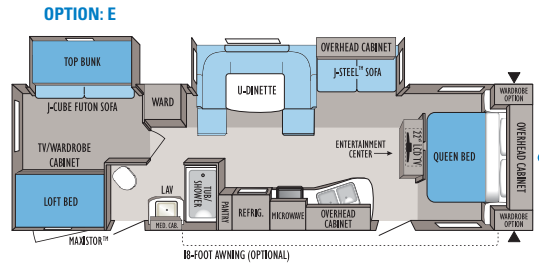 OPTION: E
OVERHEAD CABINET
TOP BUNK
J-STEEL™ SOFA
U-DINETTE
WARDROBE
OPTION
J-CUBE FUTON SOFA
WARD
22" LCD TV
TV/WARDROBE
CABINET
ENTERTAINMENT
CENTER
QUEEN BED
OVERHEAD CABINET
LOFT BED
LAV
TUB/
SHOWER
PANTRY
REFRIG.
MICROWAVE
OVERHEAD
CABINET
WARDROBE
OPTION
MED. CAB.
MAXISTOR™
18-FOOT AWNING (OPTIONAL)